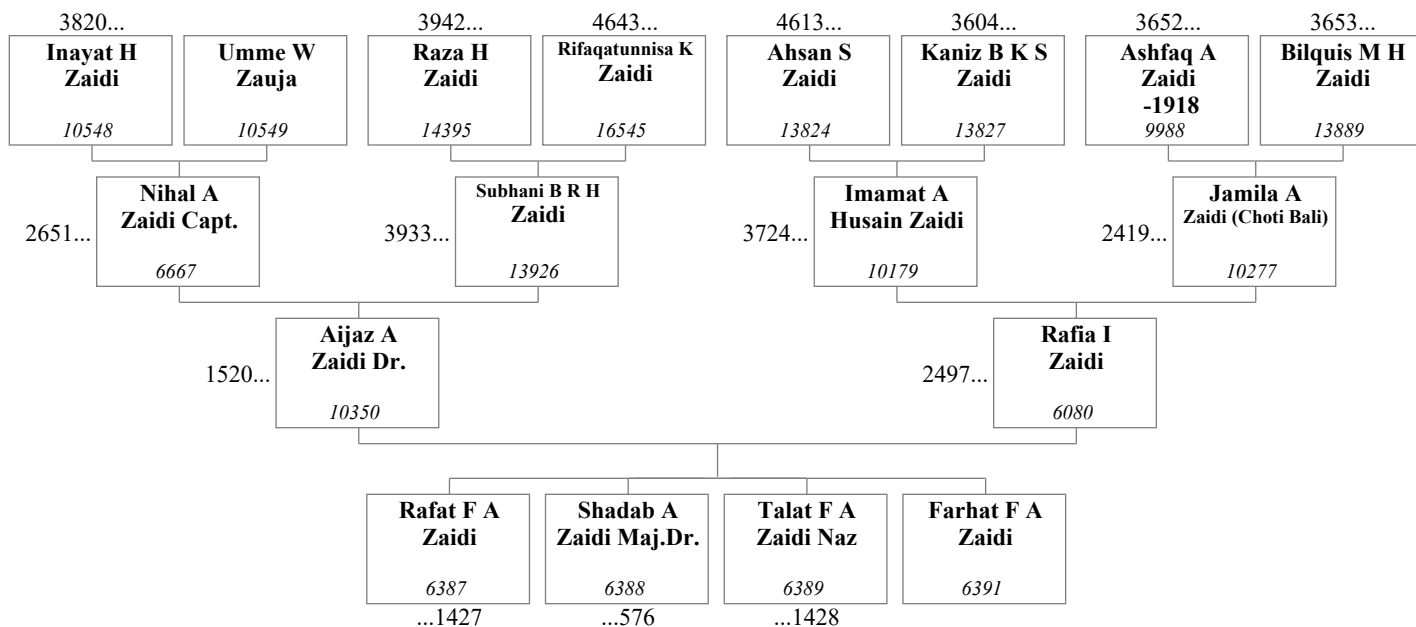 3820...
3942...
4643...
4613...
3604...
3652...
3653...
Inayat H
Zaidi
10548
Umme W
Zauja
10549
Raza H
Zaidi
14395
Rifaqatunnisa K
Zaidi
16545
Ahsan S
Zaidi
13824
Kaniz B K S
Zaidi
13827
Ashfaq A
Zaidi
-1918
9988
Bilquis M H
Zaidi
13889
2651...
Nihal A
Zaidi Capt.
6667
3933...
Subhani B R H
Zaidi
13926
3724...
Imamat A
Husain Zaidi
10179
2419...
Jamila A
Zaidi (Choti Bali)
10277
1520...
Aijaz A
Zaidi Dr.
10350
2497...
Rafia I
Zaidi
6080
Rafat F A
Zaidi
6387
...1427
Shadab A
Zaidi Maj.Dr.
6388
...576
Talat F A
Zaidi Naz
6389
...1428
Farhat F A
Zaidi
6391